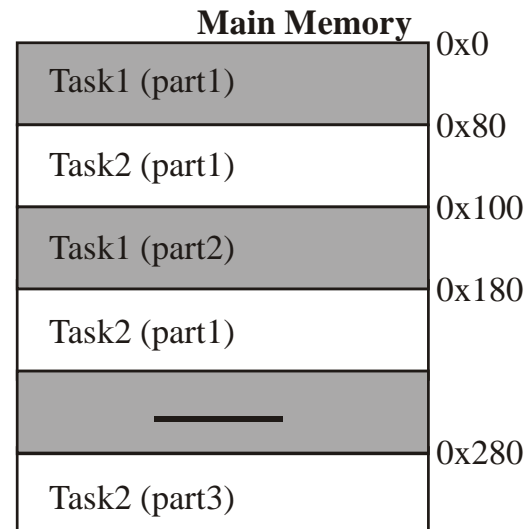 Main Memory
0x0
Task1 (part1)
0x80
Task2 (part1)
0x100
Task1 (part2)
0x180
Task2 (part1)
0x280
Task2 (part3)